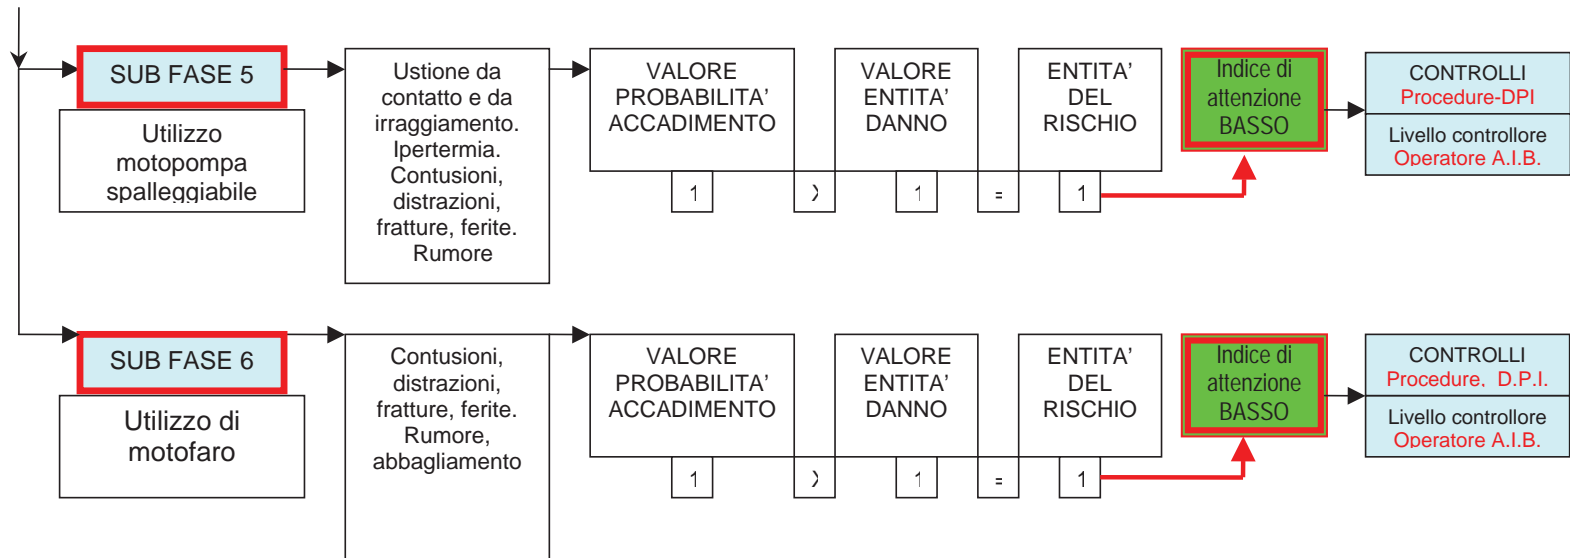 SUB FASE 5
Utilizzo
motopompa
spalleggiabile
Ustione da
contatto e da
irraggiamento.
Ipertermia.
Contusioni,
distrazioni,
fratture, ferite.
Rumore
VALORE
PROBABILITA’
ACCADIMENTO
1
X
VALORE
ENTITA’
DANNO
1
=
ENTITA’
DEL
RISCHIO
1
Indice di
attenzione
BASSO
CONTROLLI
Procedure-DPI
Livello controllore
Operatore A.I.B.
SUB FASE 6
Utilizzo di
motofaro
Contusioni,
distrazioni,
fratture, ferite.
Rumore,
abbagliamento
VALORE
PROBABILITA’
ACCADIMENTO
1
X
VALORE
ENTITA’
DANNO
1
=
ENTITA’
DEL
RISCHIO
1
Indice di
attenzione
BASSO
CONTROLLI
Procedure, D.P.I.
Livello controllore
Operatore A.I.B.